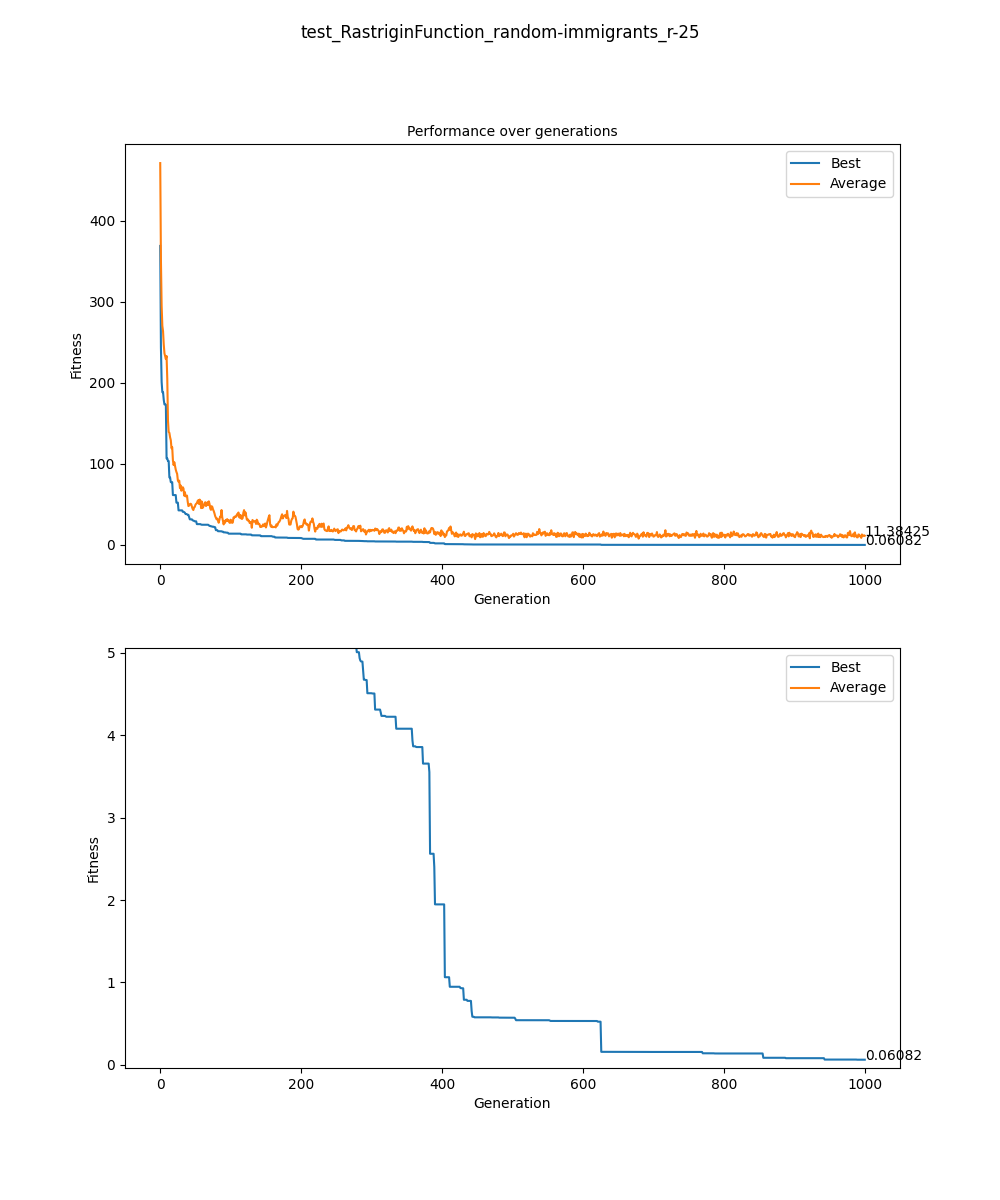 test_RastriginFunction_random-immigrants_r-25
Performance over generations
Best
Average
400
300
200
100
0
Fitness
11.38425
0.06082
0 200 400 600 800 1000
Generation
Best
Average
5
4
3
2
1
0
Fitness
0.06082
0 200 400 600 800 1000
Generation